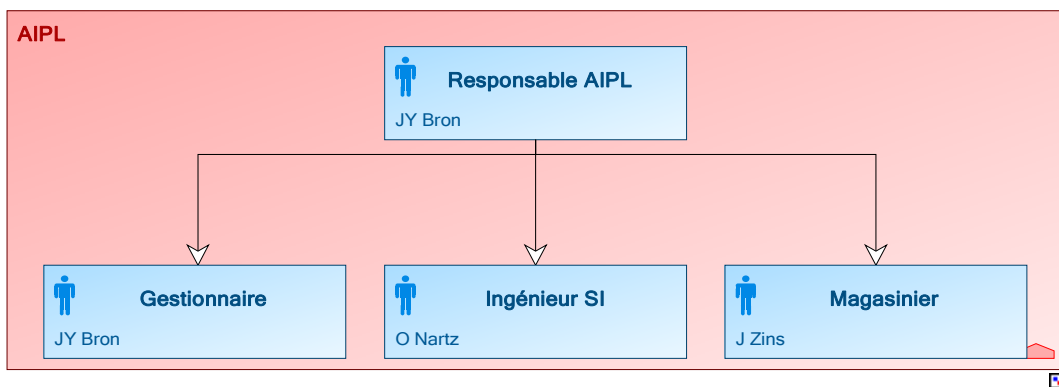 AIPL
Responsable AIPL
JY Bron
Gestionnaire
JY Bron
Ingénieur SI
O Nartz
Magasinier
J Zins